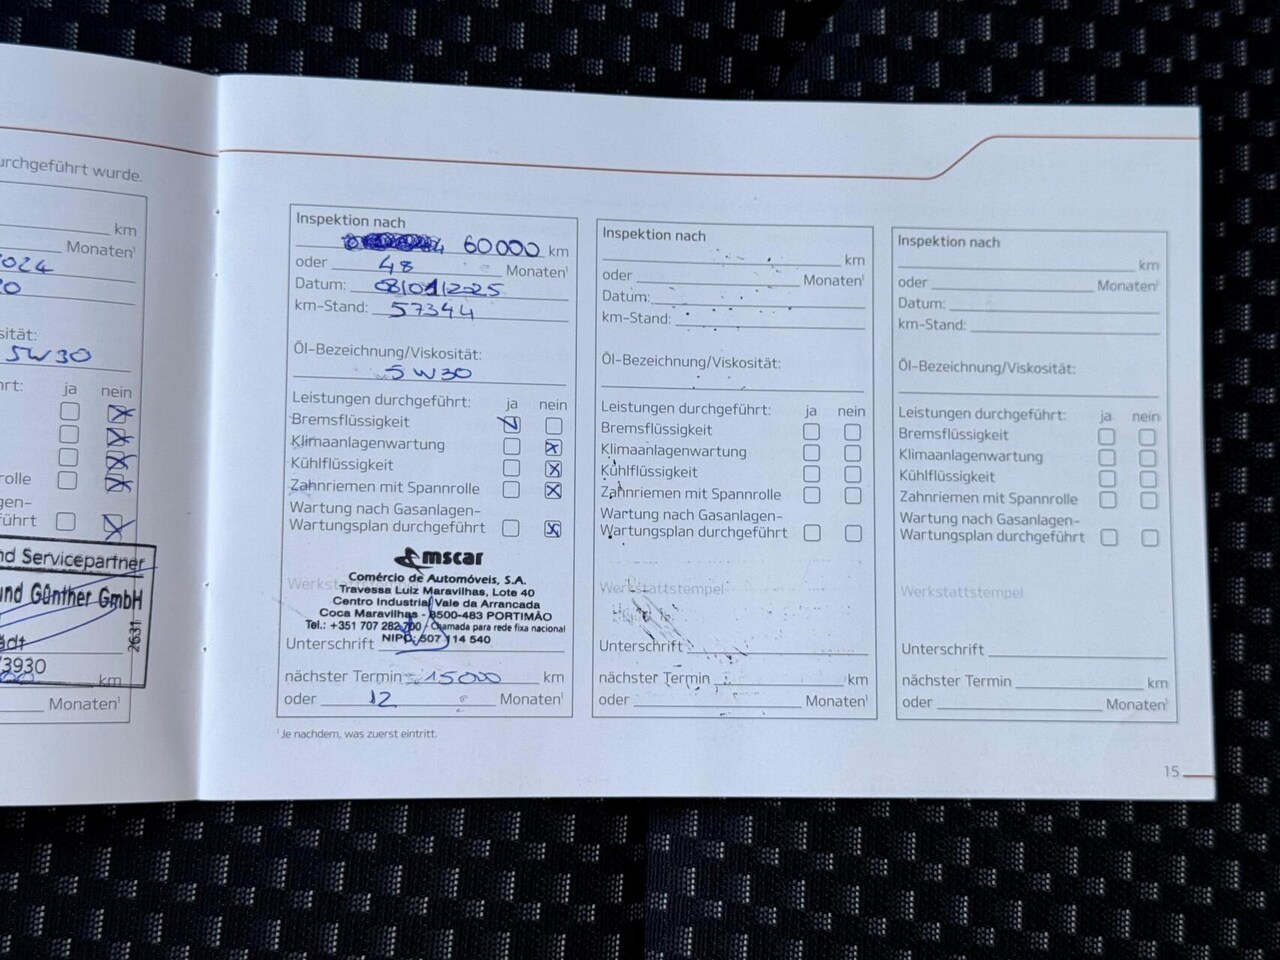 urchgeführt wurde.
km
Monaten¹
2024
sität:
5W30
rt: ja nein
rolle
gen-
führt
nd Servicepartner
und Günther GmbH
ädt
/3930
2631
km
Monaten¹
Inspektion nach
60000 km
oder 48 Monaten¹
Datum: 08/01/2025
km-Stand: 57344
Öl-Bezeichnung/Viskosität:
5W30
Leistungen durchgeführt: ja nein
Bremsflüssigkeit
Klimaanlagenwartung
Kühlflüssigkeit
Zahnriemen mit Spannrolle
Wartung nach Gasanlagen-
Wartungsplan durchgeführt
emscar
Comércio de Automóveis, S.A.
Travessa Luiz Maravilhas, Lote 40
Centro Industrial Vale da Arrancada
Coca Maravilhas - 8500-483 PORTIMÃO
Tel.: +351 707 282 700 / Chamada para rede fixa nacional
NIPC: 507 114 540
Unterschrift
nächster Termin 15000 km
oder 12 Monaten¹
¹Je nachdem, was zuerst eintritt.
Inspektion nach
km
oder Monaten¹
Datum:
km-Stand:
Öl-Bezeichnung/Viskosität:
Leistungen durchgeführt: ja nein
Bremsflüssigkeit
Klimaanlagenwartung
Kühlflüssigkeit
Zahnriemen mit Spannrolle
Wartung nach Gasanlagen-
Wartungsplan durchgeführt
Werkstattstempel
Unterschrift
nächster Termin km
oder Monaten¹
Inspektion nach
km
oder Monaten¹
Datum:
km-Stand:
Öl-Bezeichnung/Viskosität:
Leistungen durchgeführt: ja nein
Bremsflüssigkeit
Klimaanlagenwartung
Kühlflüssigkeit
Zahnriemen mit Spannrolle
Wartung nach Gasanlagen-
Wartungsplan durchgeführt
Werkstattstempel
Unterschrift
nächster Termin km
oder Monaten¹
15